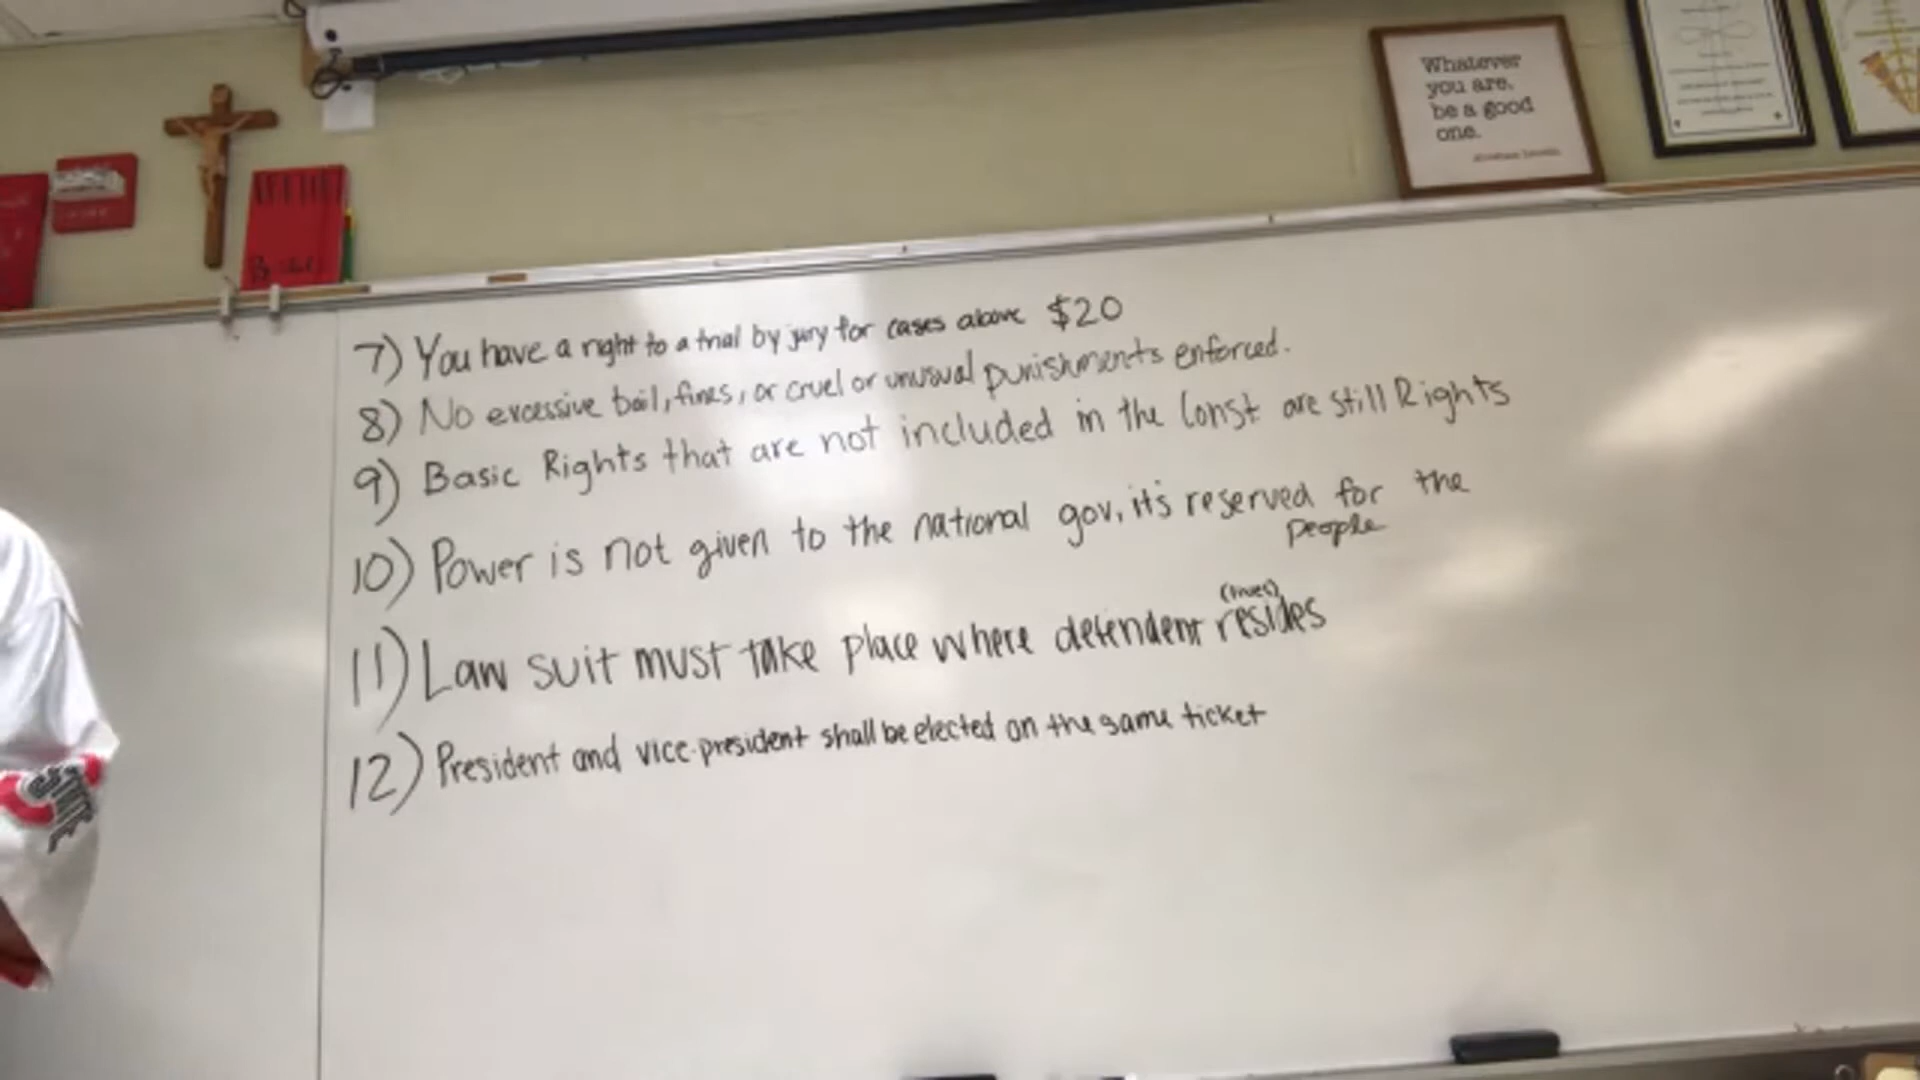 Whatever
you are,
be a good
one.
7) You have a right to a trial by jury for cases above $20
8) No excessive bail, fines, or cruel or unusual punishments enforced.
9) Basic Rights that are not included in the Const are still Rights
10) Power is not given to the national gov, it's reserved for the
people
(lives)
11) Law suit must take place where defendent resides
12) President and vice-president shall be elected on the same ticket
STATE